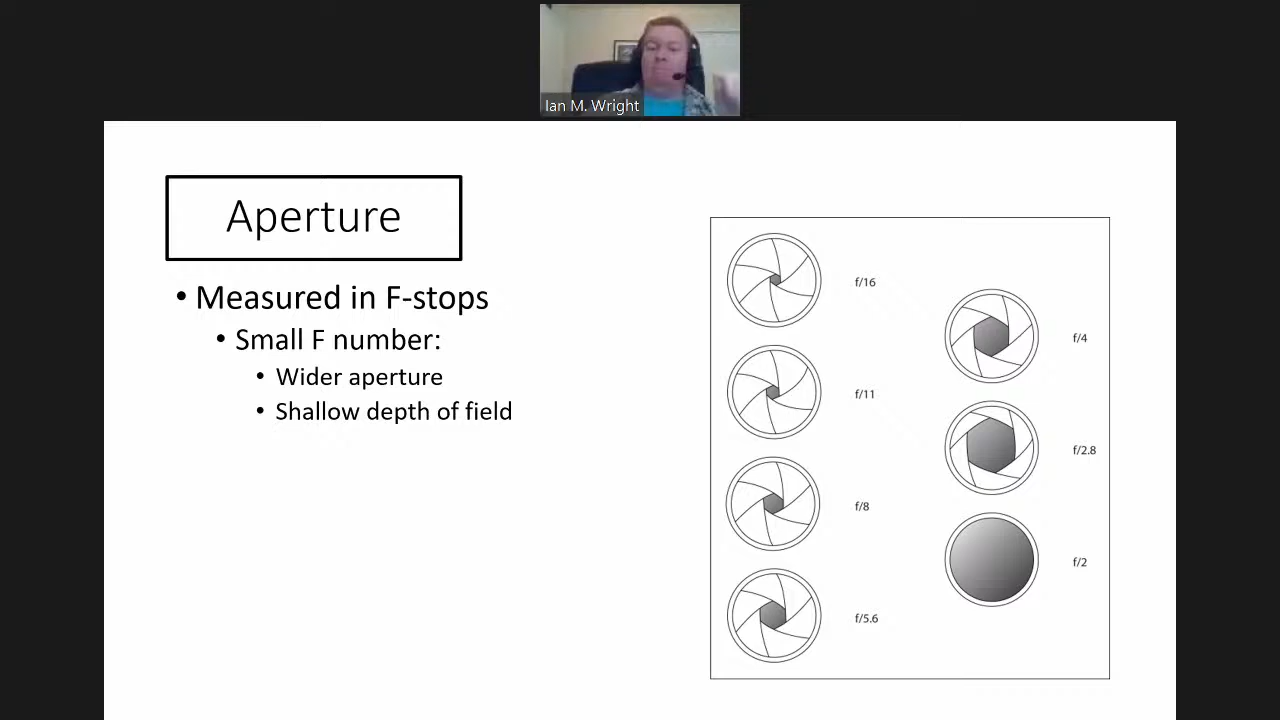 Ian M. Wright
Aperture
• Measured in F-stops
• Small F number:
• Wider aperture
• Shallow depth of field
f/16
f/11
f/8
f/5.6
f/4
f/2.8
f/2